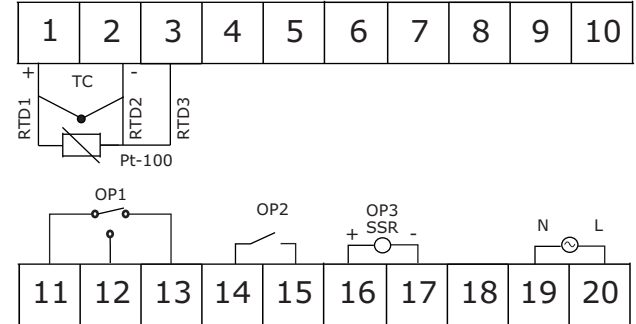 1 2 3 4 5 6 7 8 9 10
+ TC -
RTD1 RTD2 RTD3
Pt-100
OP1
OP2
OP3
SSR
+ -
N L
11 12 13 14 15 16 17 18 19 20